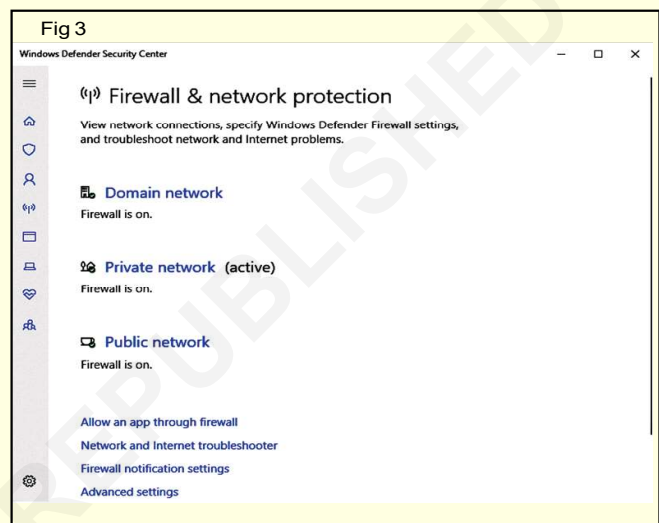 Fig 3
Windows Defender Security Center
Firewall & network protection
View network connections, specify Windows Defender Firewall settings,
and troubleshoot network and Internet problems.
Domain network
Firewall is on.
Private network (active)
Firewall is on.
Public network
Firewall is on.
Allow an app through firewall
Network and Internet troubleshooter
Firewall notification settings
Advanced settings
REPUBLISHED